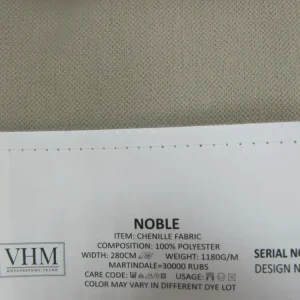 NOBLE
ITEM: CHENILLE FABRIC
COMPOSITION: 100% POLYESTER
WIDTH: 280CM WEIGHT: 1180G/M
MARTINDALE=30000 RUBS
CARE CODE: USAGE:
COLOR MAY VARY IN DIFFERENT DYE LOT
VHM
SERIAL NO
DESIGN N